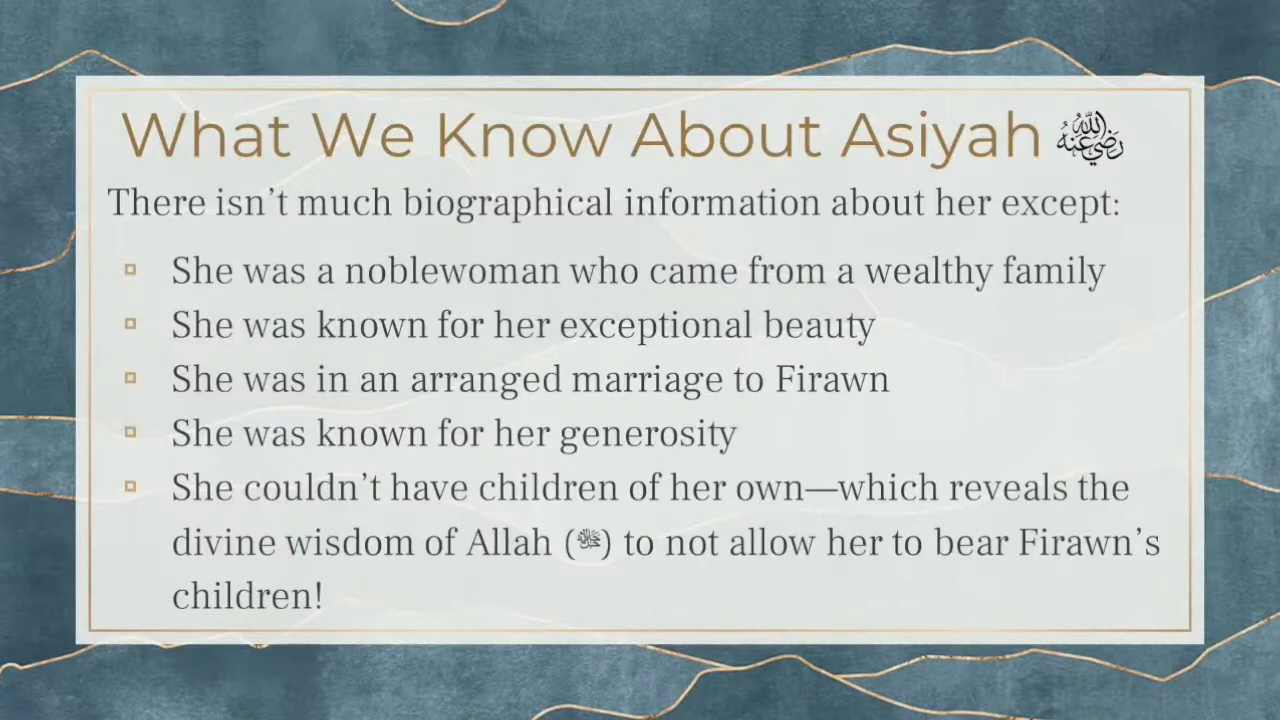 What We Know About Asiyah رضي الله عنه
There isn’t much biographical information about her except:
▫ She was a noblewoman who came from a wealthy family
▫ She was known for her exceptional beauty
▫ She was in an arranged marriage to Firawn
▫ She was known for her generosity
▫ She couldn’t have children of her own—which reveals the
divine wisdom of Allah (ﷻ) to not allow her to bear Firawn’s
children!